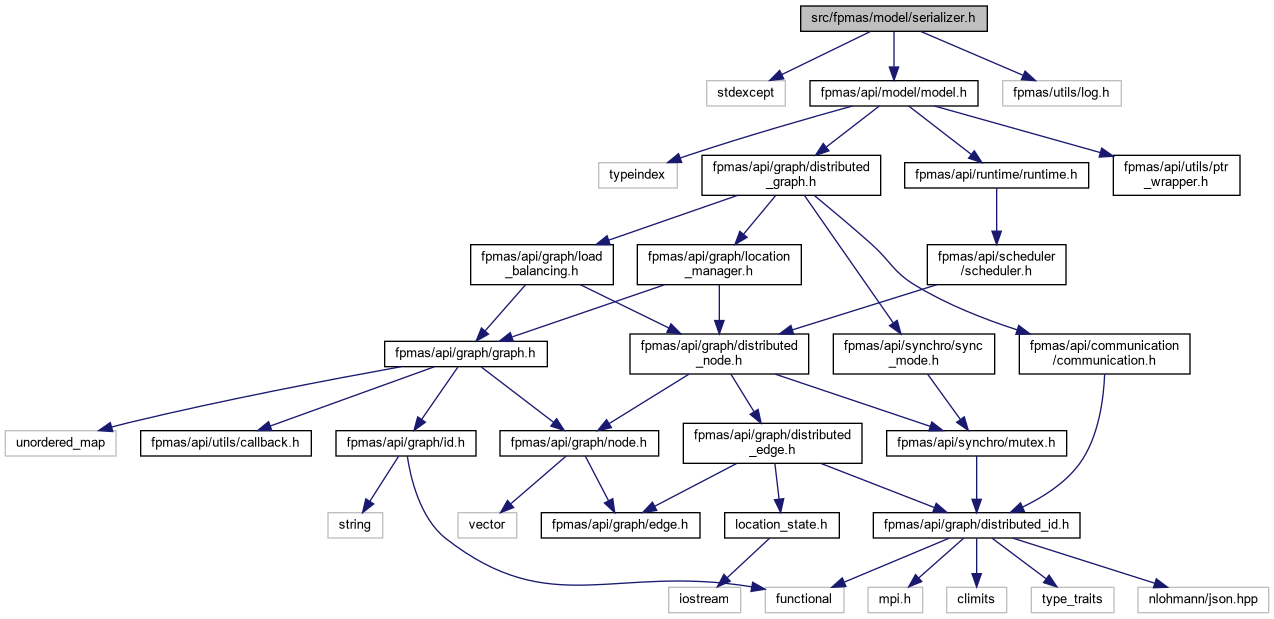 src/fpmas/model/serializer.h
stdexcept
fpmas/api/model/model.h
fpmas/utils/log.h
typeindex
fpmas/api/graph/distributed
_graph.h
fpmas/api/runtime/runtime.h
fpmas/api/utils/ptr
_wrapper.h
fpmas/api/graph/load
_balancing.h
fpmas/api/graph/location
_manager.h
fpmas/api/scheduler
/scheduler.h
fpmas/api/graph/graph.h
fpmas/api/graph/distributed
_node.h
fpmas/api/synchro/sync
_mode.h
fpmas/api/communication
/communication.h
unordered_map
fpmas/api/utils/callback.h
fpmas/api/graph/id.h
fpmas/api/graph/node.h
fpmas/api/graph/distributed
_edge.h
fpmas/api/synchro/mutex.h
string
vector
fpmas/api/graph/edge.h
location_state.h
fpmas/api/graph/distributed_id.h
iostream
functional
mpi.h
climits
type_traits
nlohmann/json.hpp